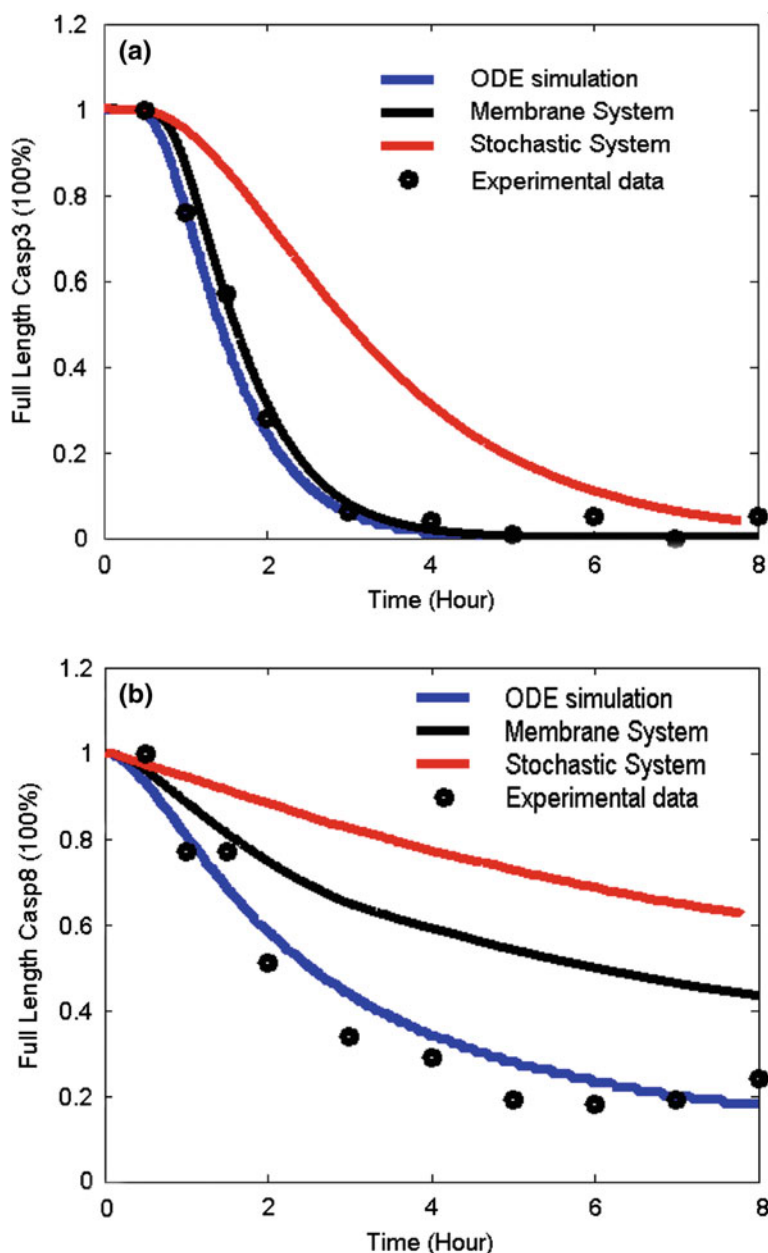 (a)
ODE simulation
Membrane System
Stochastic System
Experimental data
Full Length Casp3 (100%)
1.2
1
0.8
0.6
0.4
0.2
0
0 2 4 6 8
Time (Hour)
(b)
ODE simulation
Membrane System
Stochastic System
Experimental data
Full Length Casp8 (100%)
1.2
1
0.8
0.6
0.4
0.2
0
0 2 4 6 8
Time (Hour)